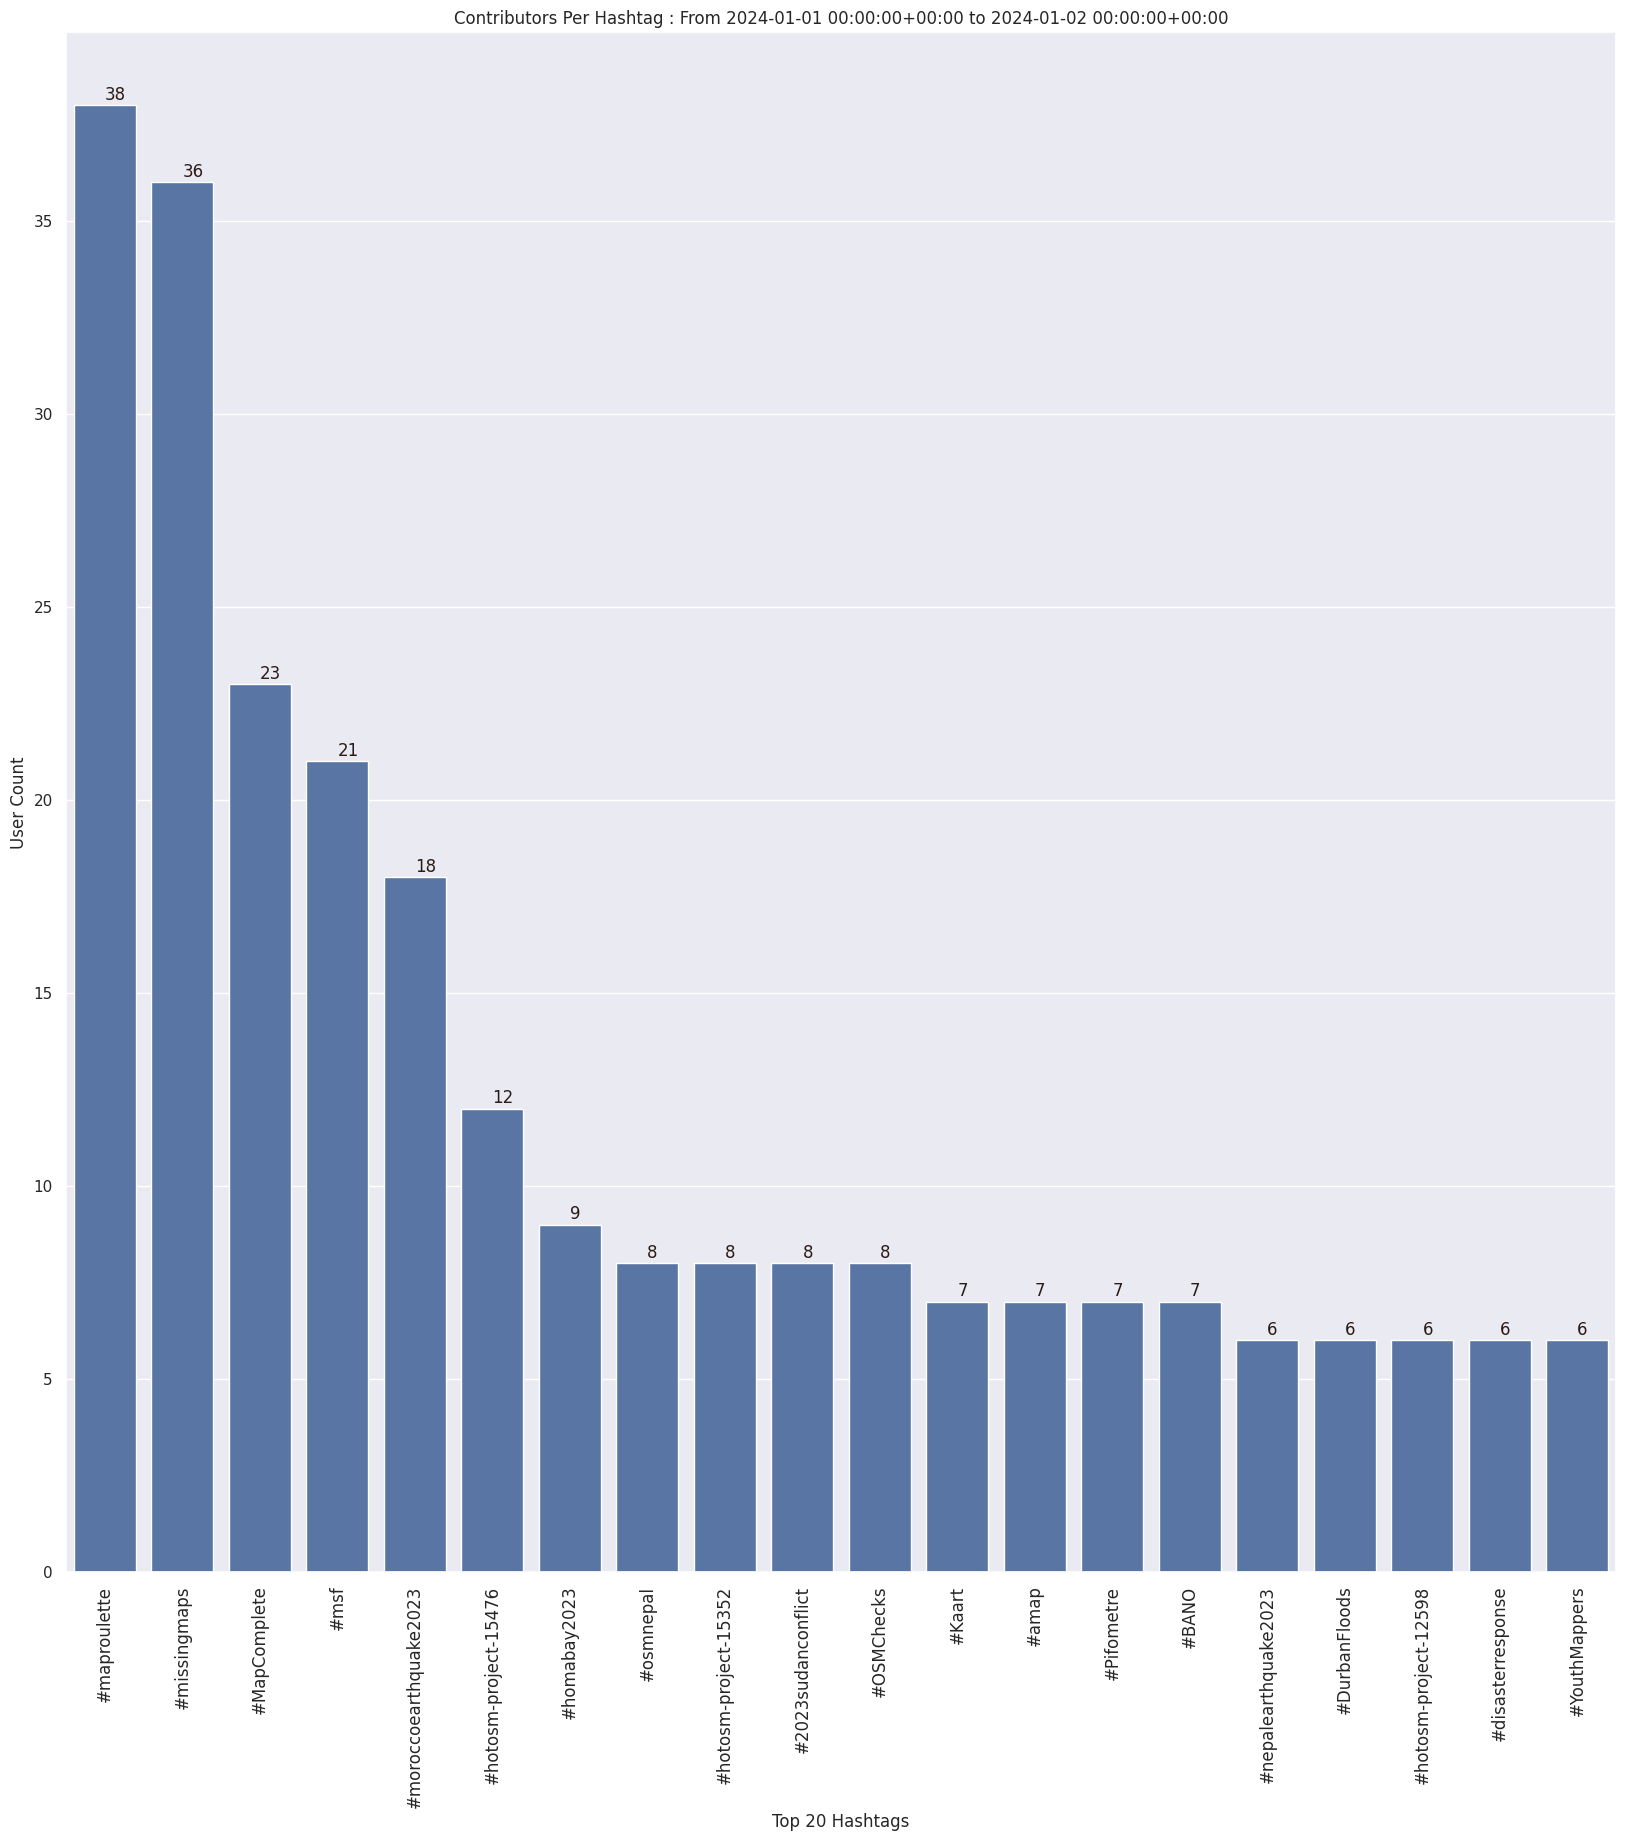 Contributors Per Hashtag : From 2024-01-01 00:00:00+00:00 to 2024-01-02 00:00:00+00:00
User Count
35
30
25
20
15
10
5
0
38
36
23
21
18
12
9
8
8
8
8
7
7
7
7
6
6
6
6
6
#maproulette
#missingmaps
#MapComplete
#msf
#moroccoearthquake2023
#hotosm-project-15476
#homabay2023
#osmnepal
#hotosm-project-15352
#2023sudanconflict
#OSMChecks
#Kaart
#amap
#Pifometre
#BANO
#nepalearthquake2023
#DurbanFloods
#hotosm-project-12598
#disasterresponse
#YouthMappers
Top 20 Hashtags